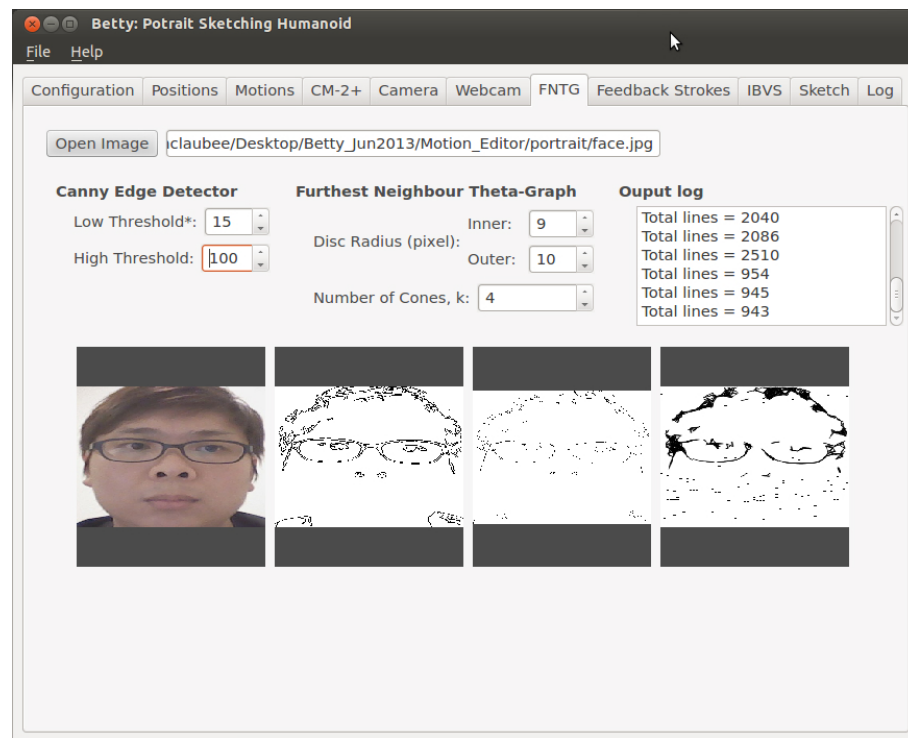 Betty: Potrait Sketching Humanoid
File Help
Configuration Positions Motions CM-2+ Camera Webcam FNTG Feedback Strokes IBVS Sketch Log
Open Image claubee/Desktop/Betty_Jun2013/Motion_Editor/portrait/face.jpg
Canny Edge Detector Furthest Neighbour Theta-Graph Ouput log
Low Threshold*: 15
High Threshold: 100
Disc Radius (pixel):
Inner: 9
Outer: 10
Number of Cones, k: 4
Total lines = 2040
Total lines = 2086
Total lines = 2510
Total lines = 954
Total lines = 945
Total lines = 943